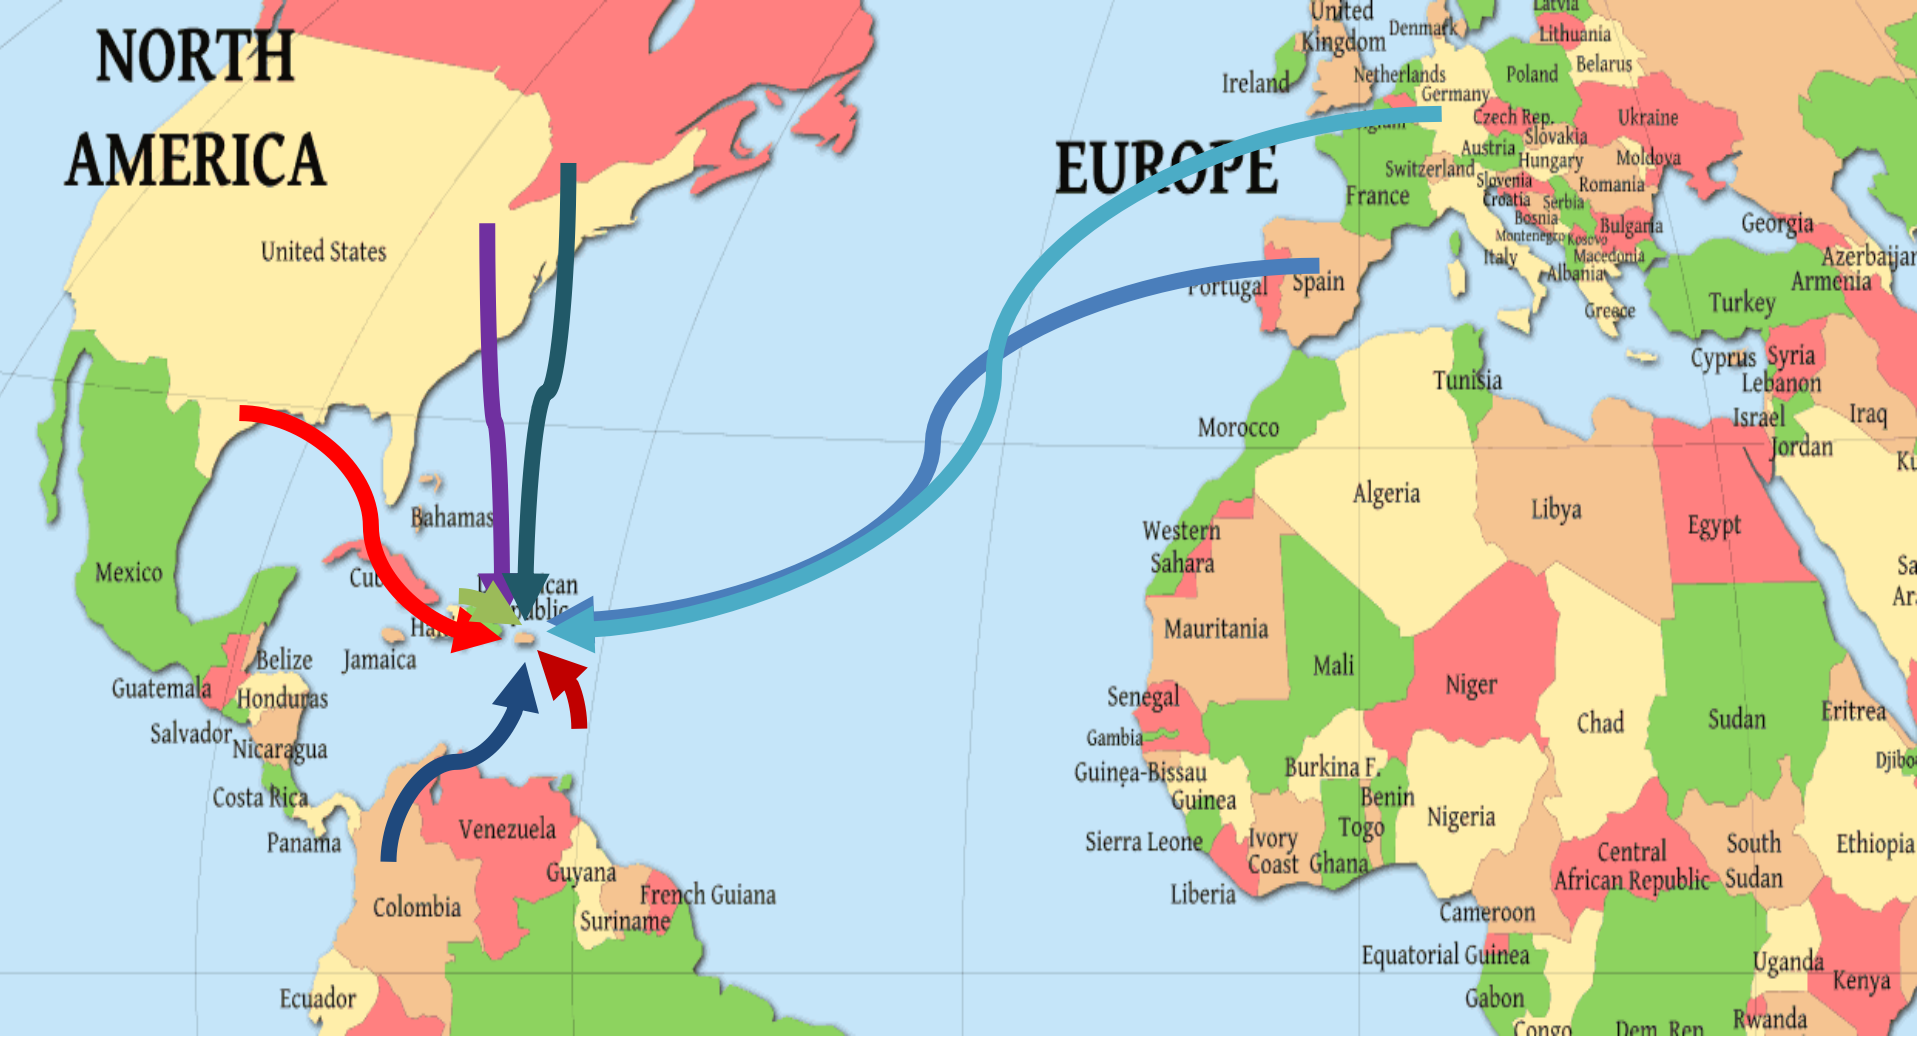 NORTH
AMERICA
United States
Mexico
Bahamas
Jamaica
Belize
Guatemala
Honduras
Salvador
Nicaragua
Costa Rica
Panama
Venezuela
Guyana
French Guiana
Suriname
Colombia
Ecuador
EUROPE
United
Kingdom
Ireland
Denmark
Netherlands
Germany
Latvia
Lithuania
Belarus
Poland
Czech Rep.
Ukraine
Slovakia
Austria
Hungary
Moldova
Switzerland
Slovenia
Romania
France
Croatia
Serbia
Bosnia
Bulgaria
Montenegro
Kosovo
Macedonia
Italy
Albania
Greece
Portugal
Spain
Georgia
Armenia
Turkey
Cyprus
Syria
Lebanon
Israel
Iraq
Jordan
Tunisia
Morocco
Algeria
Libya
Egypt
Western
Sahara
Mauritania
Mali
Niger
Chad
Sudan
Eritrea
Senegal
Gambia
Guinea-Bissau
Guinea
Burkina F.
Benin
Togo
Nigeria
Sierra Leone
Ivory
Coast
Ghana
Liberia
Central
African Republic
South
Sudan
Ethiopia
Cameroon
Equatorial Guinea
Gabon
Congo
Uganda
Kenya
Rwanda
Dem. Rep